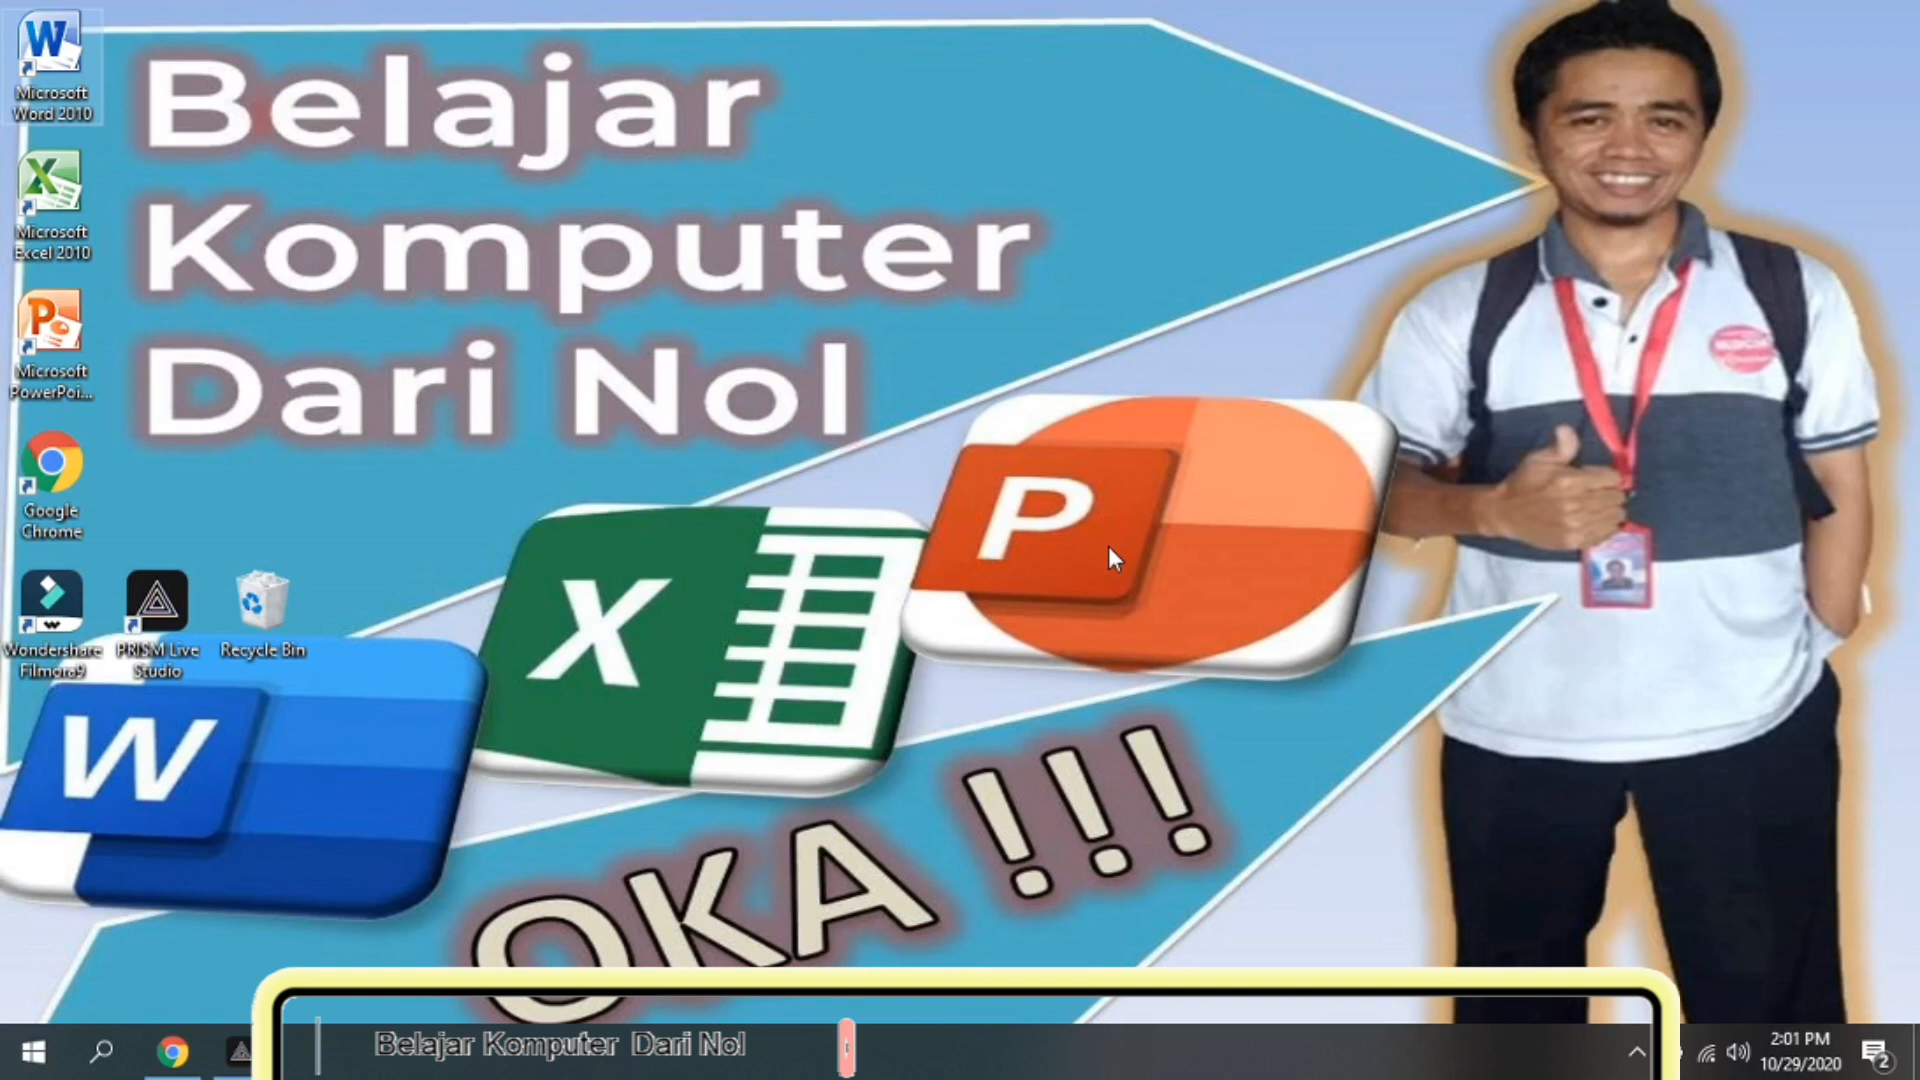 Belajar
Komputer
Dari Nol
OKA !!!
W
X
P
Microsoft
Word 2010
Microsoft
Excel 2010
Microsoft
PowerPoi...
Google
Chrome
Wondershare
Filmora9
PRISM Live
Studio
Recycle Bin
Belajar Komputer Dari Nol
2:01 PM
10/29/2020
2